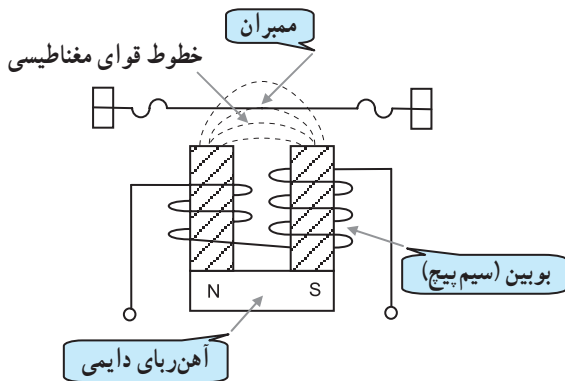 ممبران
خطوط قوای مغناطیسی
N
S
بوبین (سیم‌پیچ)
آهن‌ربای دایمی